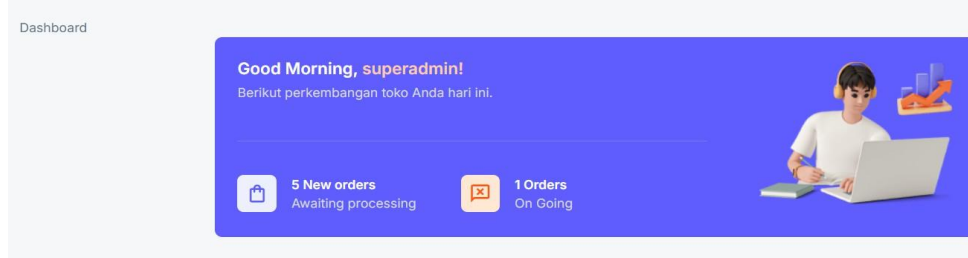 Dashboard
Good Morning, superadmin!
Berikut perkembangan toko Anda hari ini.
5 New orders
Awaiting processing
1 Orders
On Going